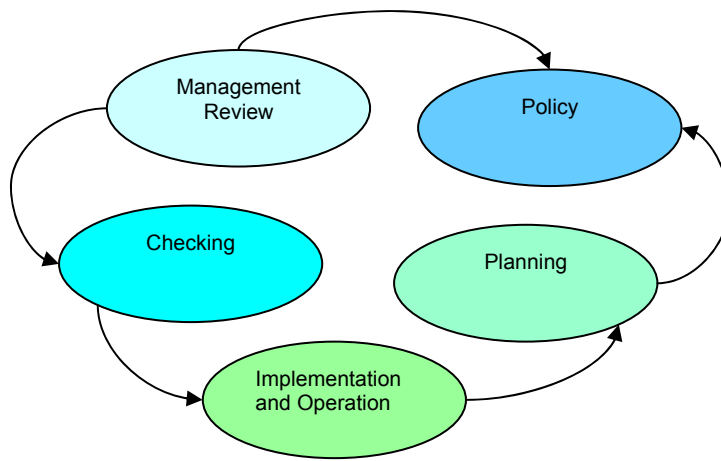 Management
Review
Policy
Checking
Planning
Implementation
and Operation